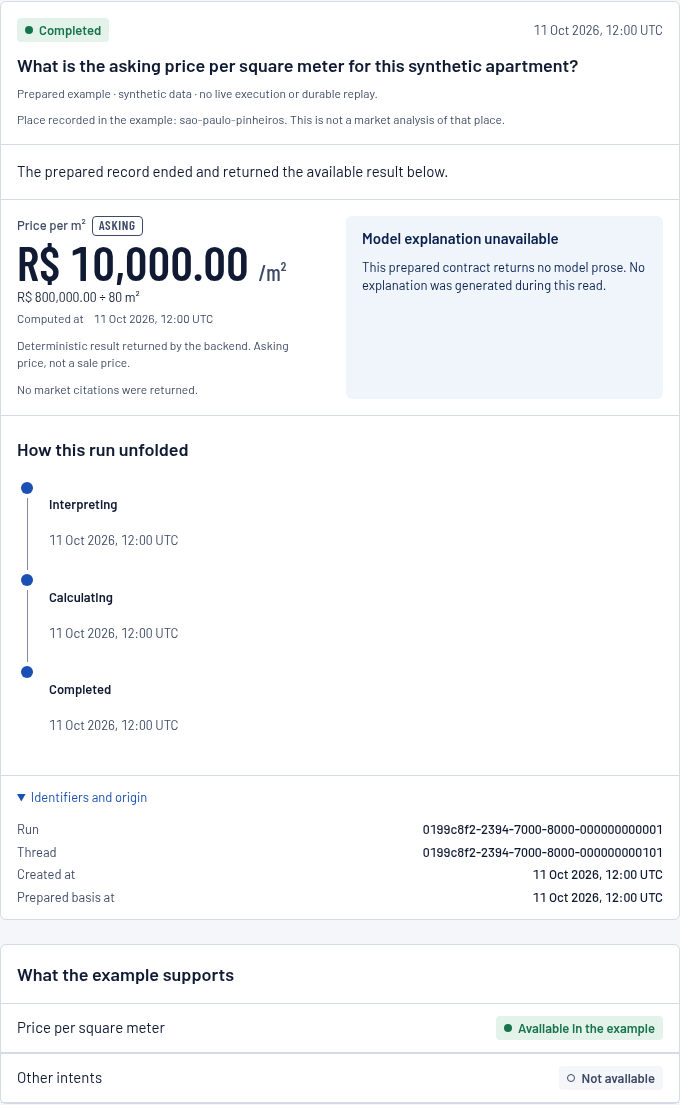 Completed
11 Oct 2026, 12:00 UTC
What is the asking price per square meter for this synthetic apartment?
Prepared example · synthetic data · no live execution or durable replay.
Place recorded in the example: sao-paulo-pinheiros. This is not a market analysis of that place.
The prepared record ended and returned the available result below.
Price per m² ASKING
R$ 10,000.00 /m²
R$ 800,000.00 ÷ 80 m²
Computed at 11 Oct 2026, 12:00 UTC
Deterministic result returned by the backend. Asking
price, not a sale price.
No market citations were returned.
Model explanation unavailable
This prepared contract returns no model prose. No
explanation was generated during this read.
How this run unfolded
Interpreting
11 Oct 2026, 12:00 UTC
Calculating
11 Oct 2026, 12:00 UTC
Completed
11 Oct 2026, 12:00 UTC
Identifiers and origin
Run 0199c8f2-2394-7000-8000-000000000001
Thread 0199c8f2-2394-7000-8000-000000000101
Created at 11 Oct 2026, 12:00 UTC
Prepared basis at 11 Oct 2026, 12:00 UTC
What the example supports
Price per square meter Available in the example
Other intents Not available